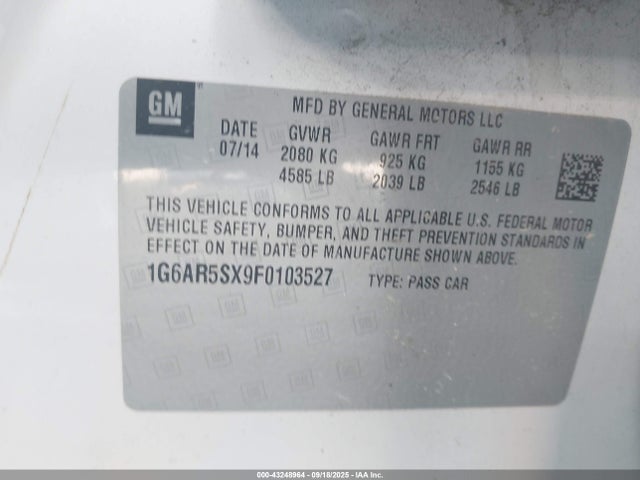 GM
MFD BY GENERAL MOTORS LLC
DATE GVWR GAWR FRT GAWR RR
07/14 2080 KG 925 KG 1155 KG
4585 LB 2039 LB 2546 LB
THIS VEHICLE CONFORMS TO ALL APPLICABLE U.S. FEDERAL MOTOR
VEHICLE SAFETY, BUMPER, AND THEFT PREVENTION STANDARDS IN
EFFECT ON THE DATE OF MANUFACTURE SHOWN ABOVE.
1G6AR5SX9F0103527 TYPE: PASS CAR
000-43248964 - 09/18/2025 - IAA Inc.